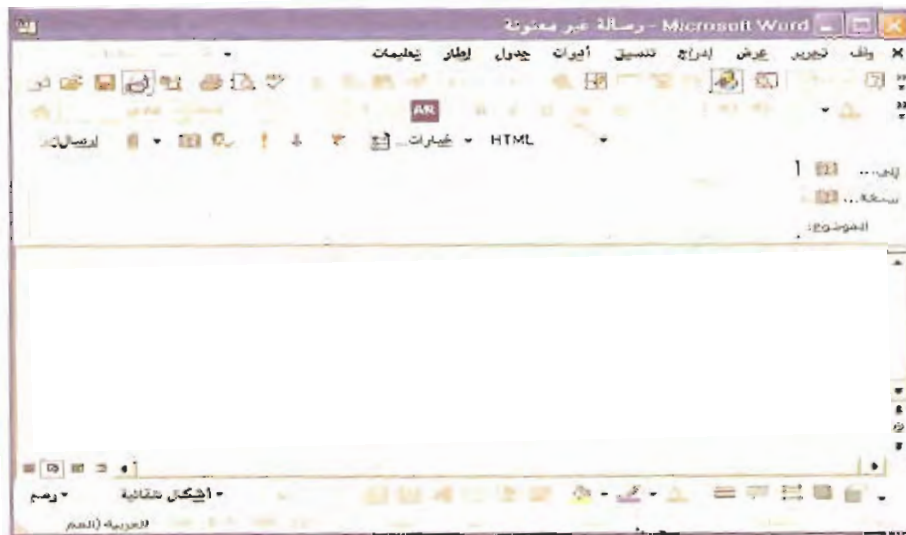 رسالة غير معنونة - Microsoft Word
ملف تحرير عرض إدراج تنسيق أدوات جدول إطار تعليمات
AR
HTML خيارات... إرسال
إلى...
نسخة...
الموضوع:
رسم أشكال تلقائية
العربية